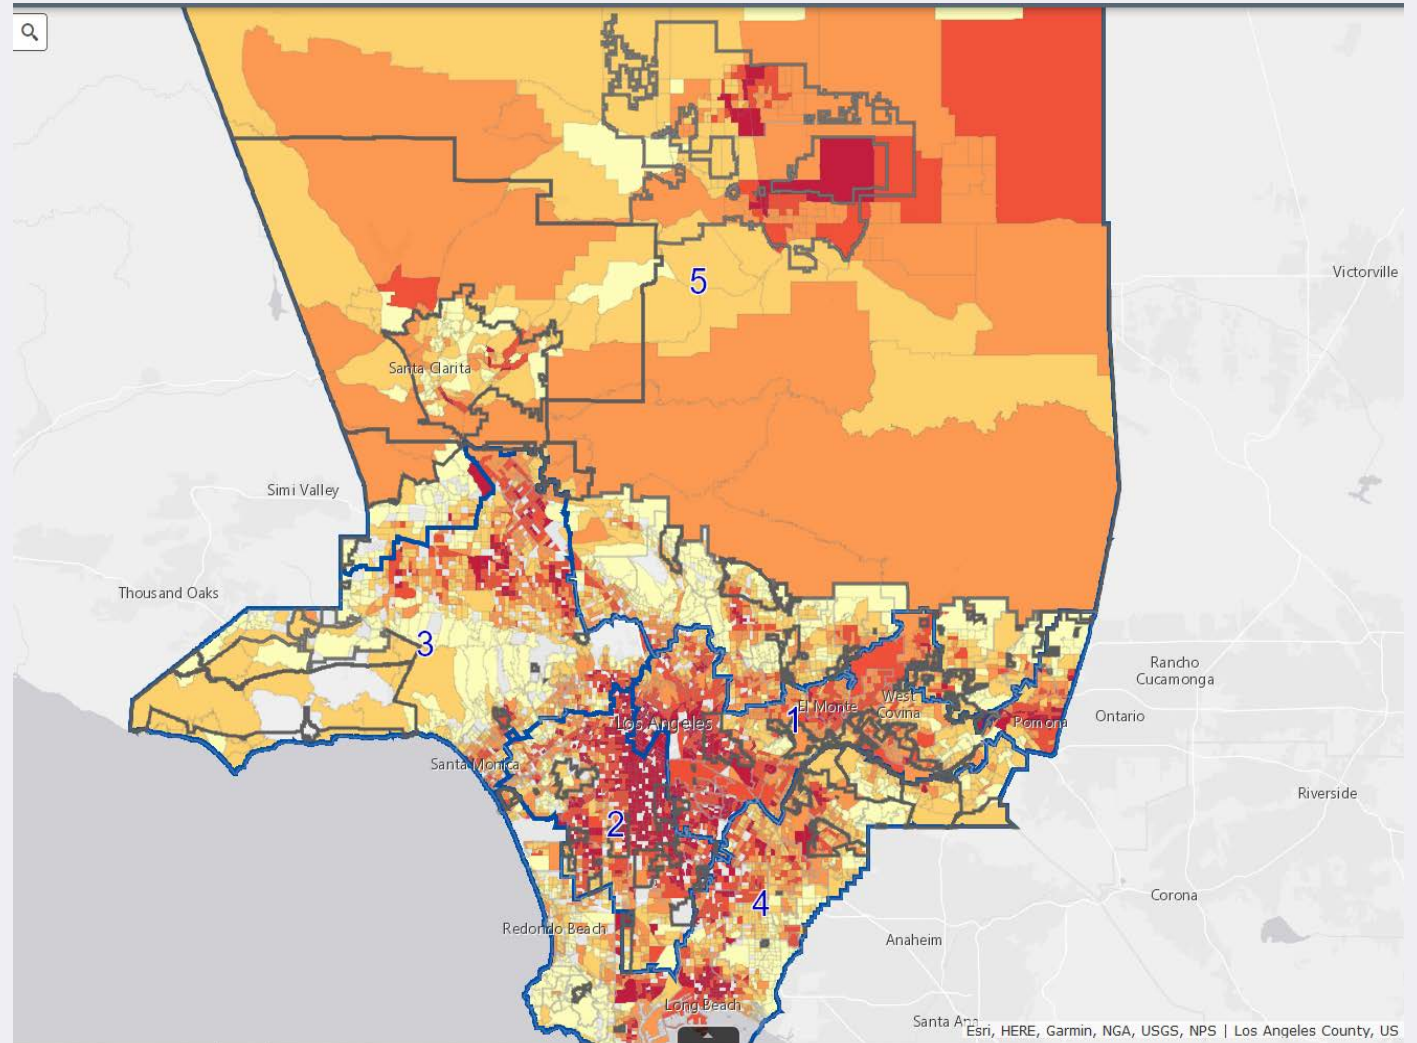 Victorville
5
Santa Clarita
Simi Valley
Thousand Oaks
3
Rancho
Cucamonga
West
Covina
El Monte
1
Pomona
Ontario
Los Angeles
Santa Monica
Riverside
2
Corona
4
Redondo Beach
Anaheim
Long Beach
Santa Ana
Esri, HERE, Garmin, NGA, USGS, NPS | Los Angeles County, US